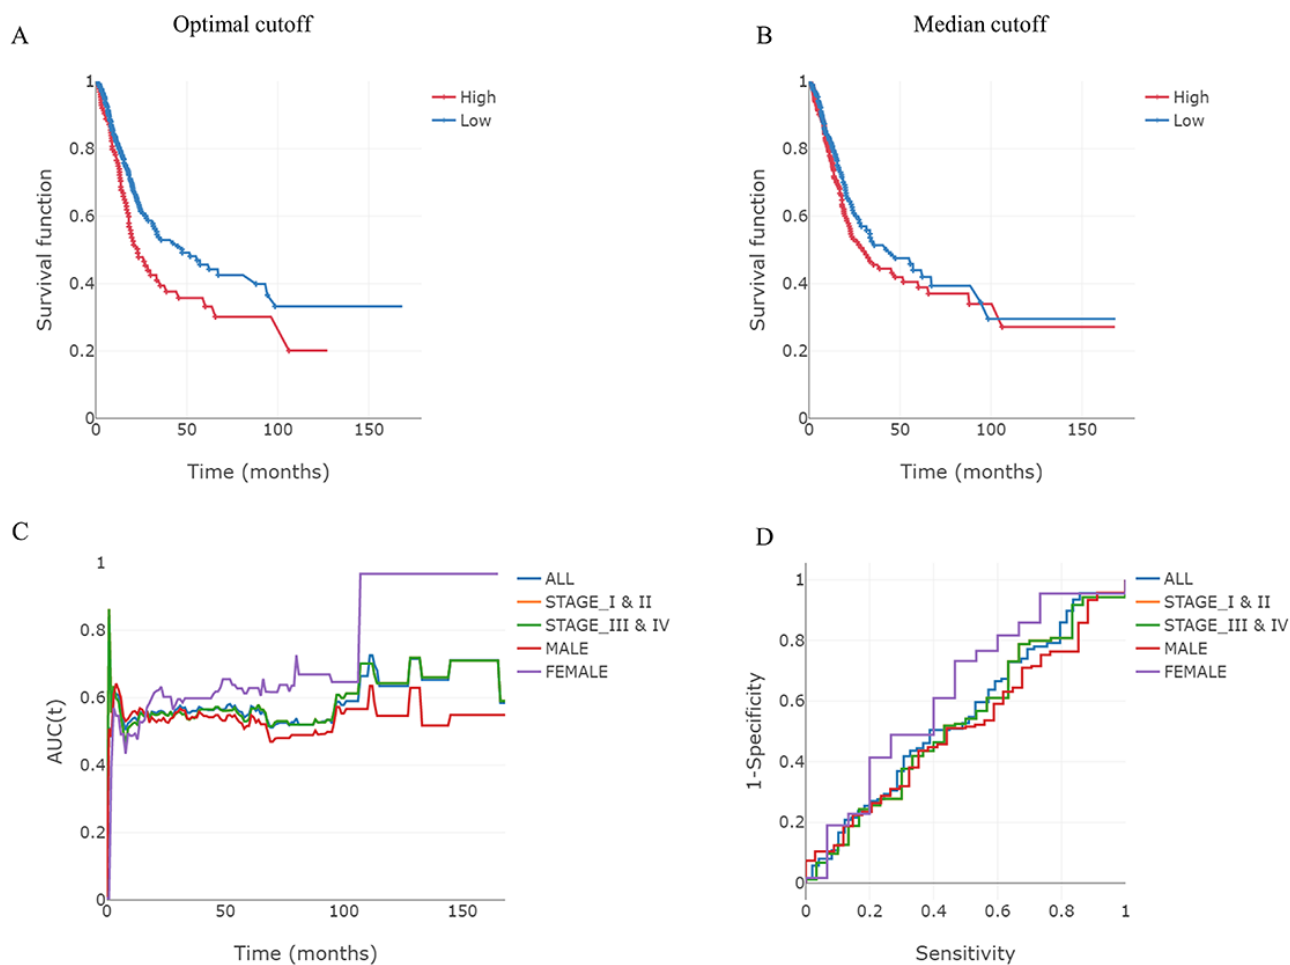 A
Optimal cutoff
1
0.8
0.6
0.4
0.2
0
Survival function
0
50
100
150
Time (months)
High
Low
B
Median cutoff
1
0.8
0.6
0.4
0.2
0
Survival function
0
50
100
150
Time (months)
High
Low
C
1
0.8
0.6
0.4
0.2
0
AUC(t)
0
50
100
150
Time (months)
ALL
STAGE_I & II
STAGE_III & IV
MALE
FEMALE
D
1
0.8
0.6
0.4
0.2
0
1-Specificity
0
0.2
0.4
0.6
0.8
1
Sensitivity
ALL
STAGE_I & II
STAGE_III & IV
MALE
FEMALE